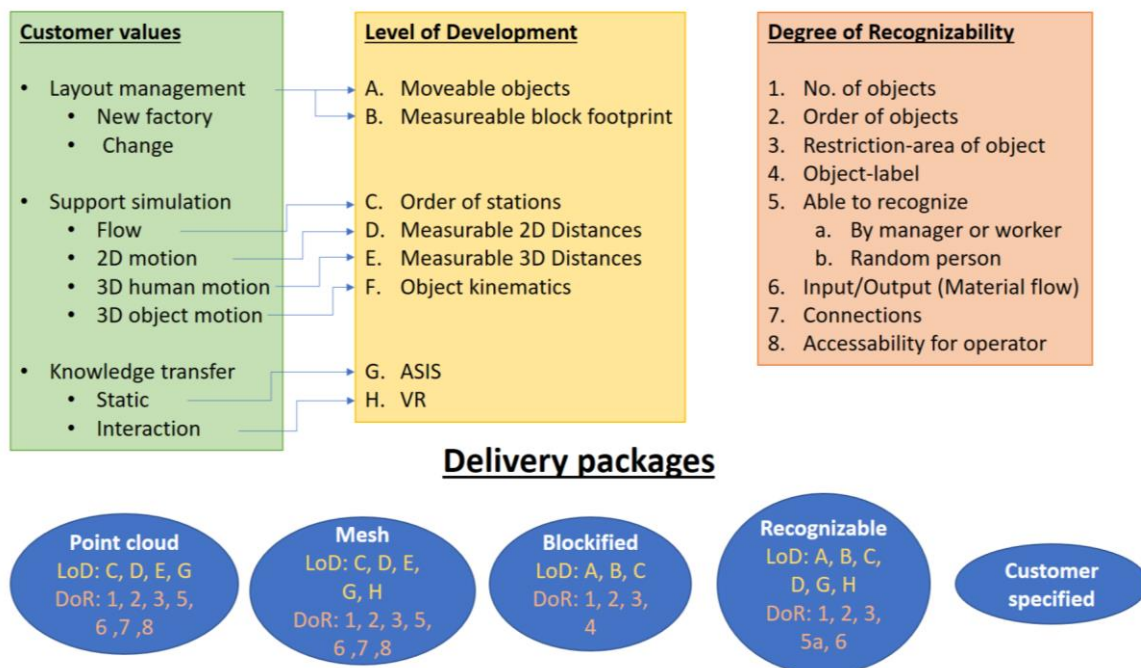 Customer values
• Layout management
• New factory
• Change
• Support simulation
• Flow
• 2D motion
• 3D human motion
• 3D object motion
• Knowledge transfer
• Static
• Interaction
Level of Development
A. Moveable objects
B. Measureable block footprint
C. Order of stations
D. Measurable 2D Distances
E. Measurable 3D Distances
F. Object kinematics
G. ASIS
H. VR
Degree of Recognizability
1. No. of objects
2. Order of objects
3. Restriction-area of object
4. Object-label
5. Able to recognize
a. By manager or worker
b. Random person
6. Input/Output (Material flow)
7. Connections
8. Accessability for operator
Delivery packages
Point cloud
LoD: C, D, E, G
DoR: 1, 2, 3, 5,
6 ,7 ,8
Mesh
LoD: C, D, E,
G, H
DoR: 1, 2, 3, 5,
6 ,7,8
Blockified
LoD: A, B, C
DoR: 1, 2, 3,
4
Recognizable
LoD: A, B, C,
D, G, H
DoR: 1, 2, 3,
5a, 6
Customer
specified